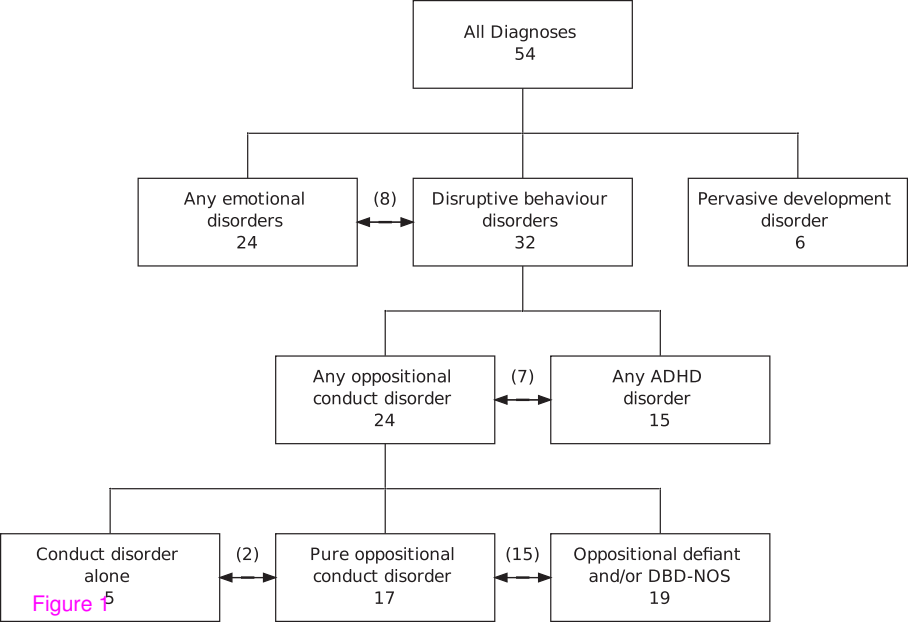 All Diagnoses
54
Any emotional
disorders
24
(8)
Disruptive behaviour
disorders
32
Pervasive development
disorder
6
Any oppositional
conduct disorder
24
(7)
Any ADHD
disorder
15
Conduct disorder
alone
5
(2)
Pure oppositional
conduct disorder
17
(15)
Oppositional defiant
and/or DBD-NOS
19
Figure 1